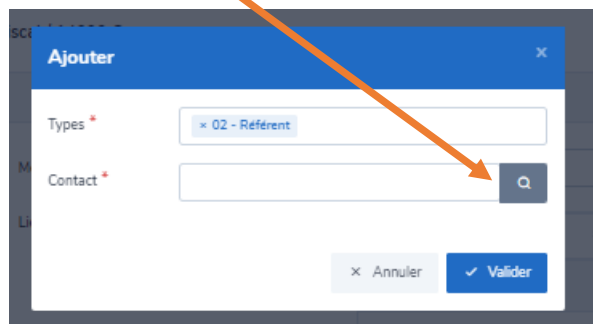 Ajouter ×
Types * × 02 - Référent
Contact *
× Annuler ✓ Valider